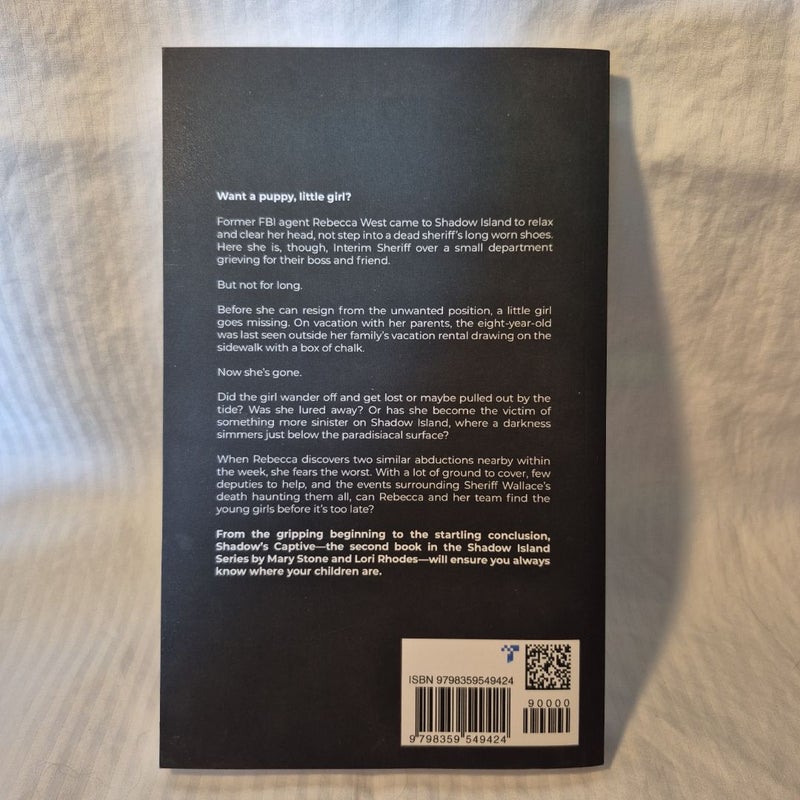 Want a puppy, little girl?
Former FBI agent Rebecca West came to Shadow Island to relax
and clear her head, not step into a dead sheriff's long worn shoes.
Here she is, though, Interim Sheriff over a small department
grieving for their boss and friend.
But not for long.
Before she can resign from the unwanted position, a little girl
goes missing. On vacation with her parents, the eight-year-old
was last seen outside her family's vacation rental drawing on the
sidewalk with a box of chalk.
Now she's gone.
Did the girl wander off and get lost or maybe pulled out by the
tide? Was she lured away? Or has she become the victim of
something more sinister on Shadow Island, where a darkness
simmers just below the paradisiacal surface?
When Rebecca discovers two similar abductions nearby within
the week, she fears the worst. With a lot of ground to cover, few
deputies to help, and the events surrounding Sheriff Wallace's
death haunting them all, can Rebecca and her team find the
young girls before it's too late?
From the gripping beginning to the startling conclusion,
Shadow's Captive—the second book in the Shadow Island
Series by Mary Stone and Lori Rhodes—will ensure you always
know where your children are.
ISBN 9798359549424
90000
9 798359 549424